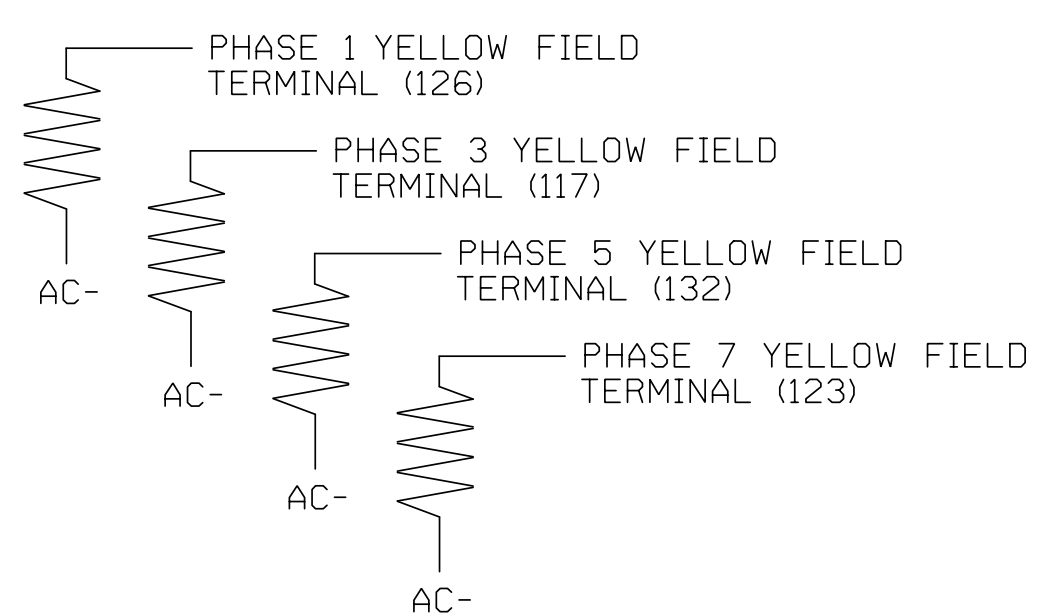 PHASE 1 YELLOW FIELD
TERMINAL (126)
AC-
PHASE 3 YELLOW FIELD
TERMINAL (117)
AC-
PHASE 5 YELLOW FIELD
TERMINAL (132)
AC-
PHASE 7 YELLOW FIELD
TERMINAL (123)
AC-